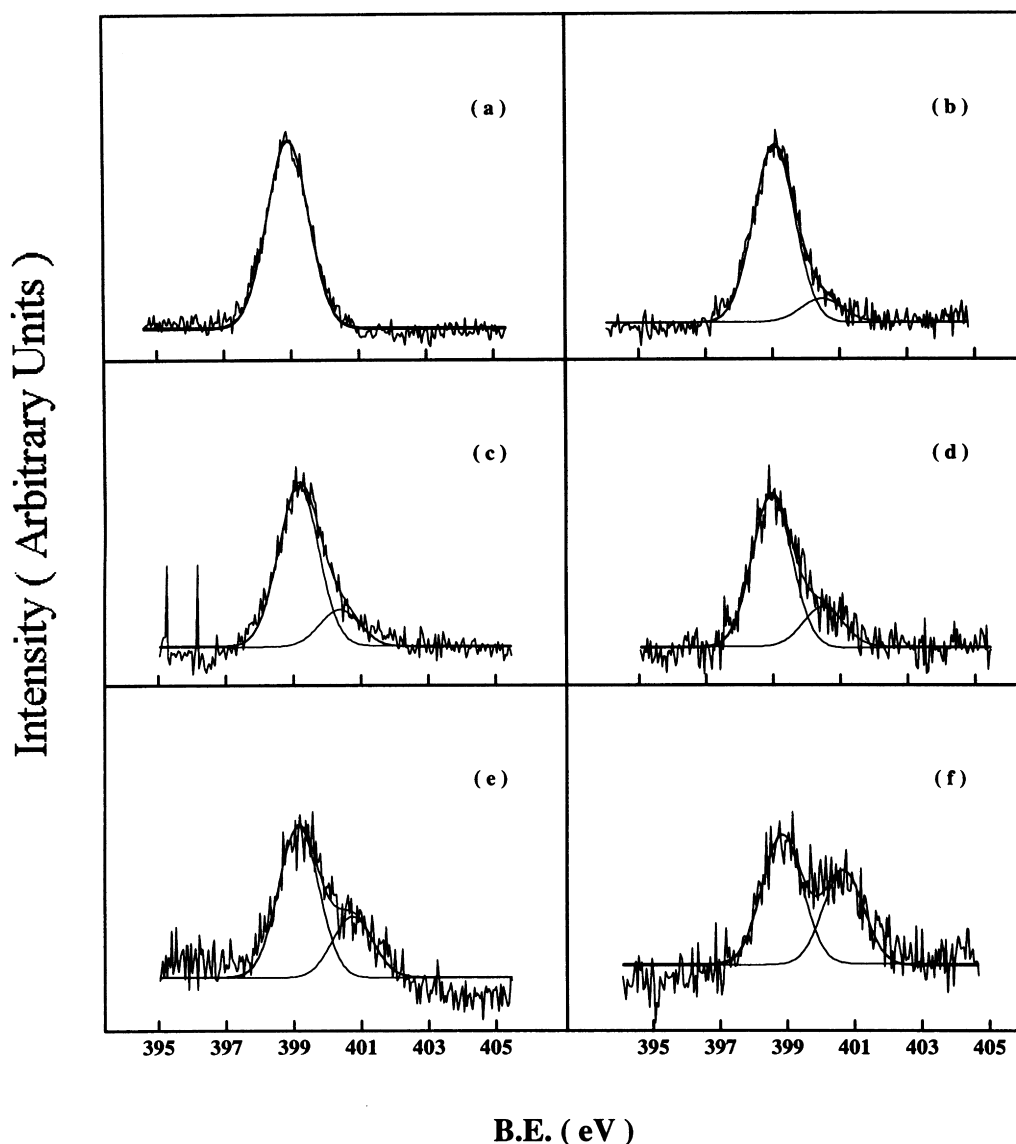 Intensity ( Arbitrary Units )
( a )
( b )
( c )
( d )
( e )
( f )
395 397 399 401 403 405
395 397 399 401 403 405
B.E. ( eV )